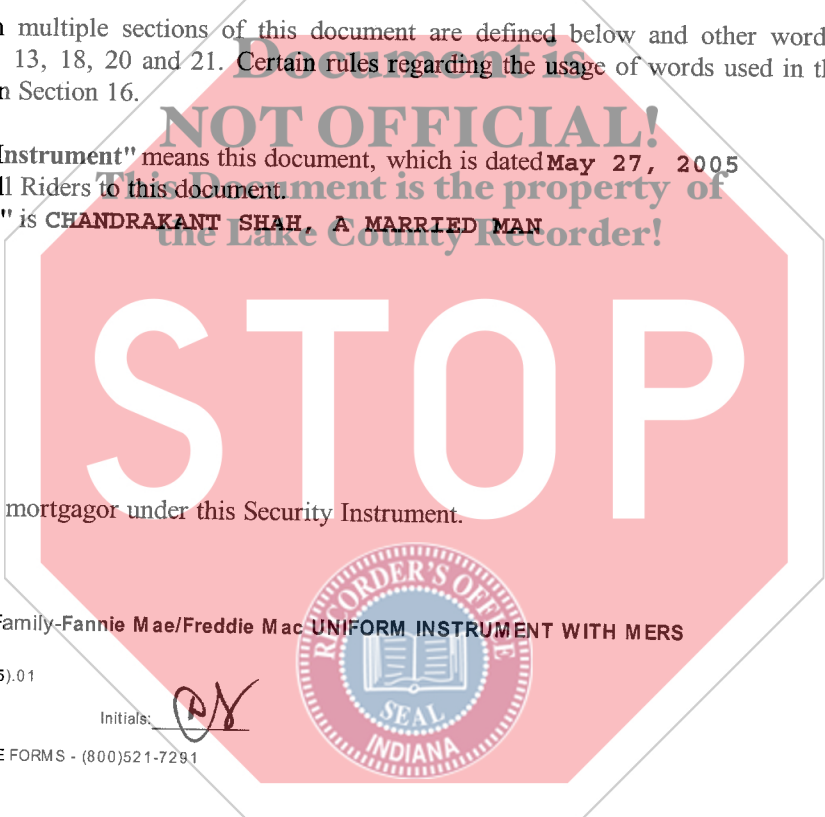 multiple sections of this document are defined below and other word
13, 18, 20 and 21. Certain rules regarding the usage of words used in th
n Section 16.
Document is
NOT OFFICIAL!
This Document is the property of
the Lake County Recorder!
Instrument" means this document, which is dated May 27, 2005
ll Riders to this document.
" is CHANDRAKANT SHAH, A MARRIED MAN
STOP
mortgagor under this Security Instrument.
RECORDER'S OFFICE
SEAL
INDIANA
Family-Fannie Mae/Freddie Mac UNIFORM INSTRUMENT WITH MERS
5).01
Initials:
E FORMS - (800)521-7291